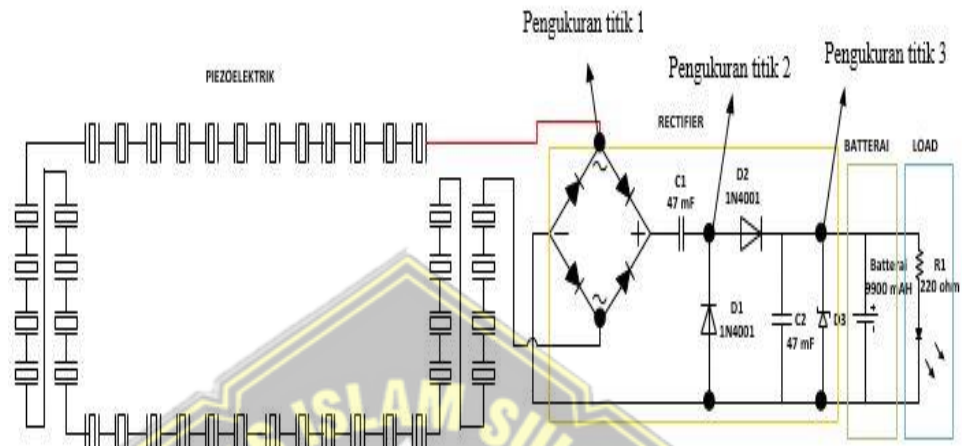 Pengukuran titik 1
Pengukuran titik 2
Pengukuran titik 3
PIEZOELEKTRIK
RECTIFIER
BATTERAI
LOAD
C1
47 mF
D2
1N4001
D1
1N4001
C2
47 mF
D3
Batterai
9900 mAH
R1
220 ohm
ISLAM